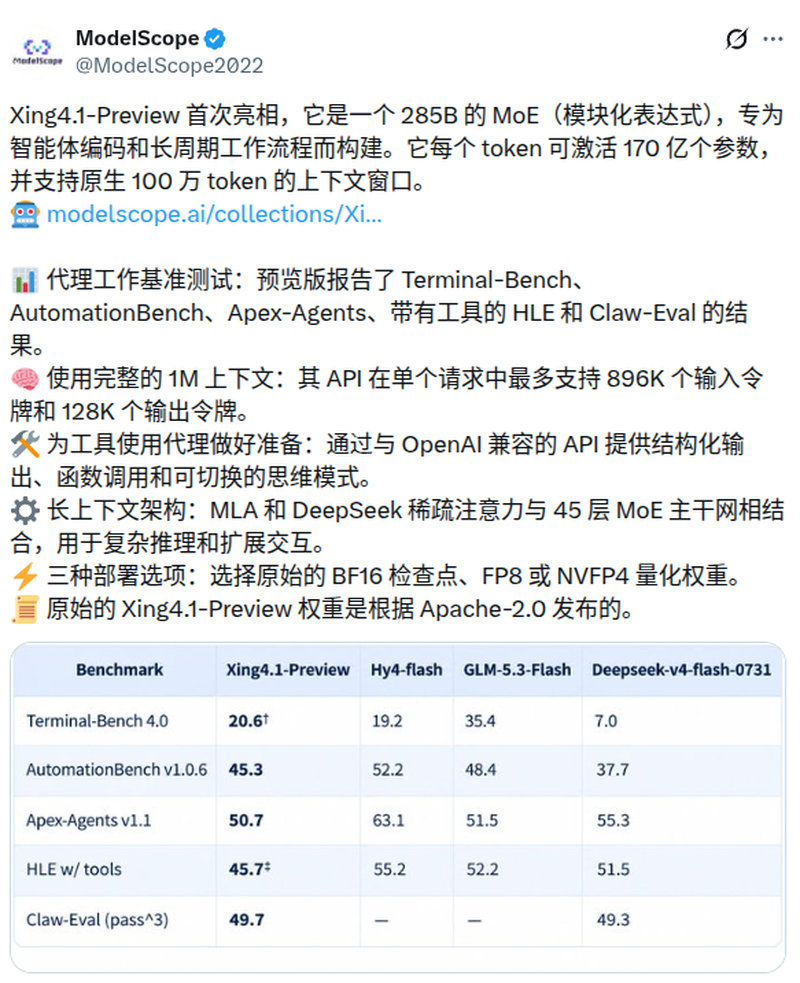 ModelScope
@ModelScope2022
ModelScope
Xing4.1-Preview 首次亮相，它是一个 285B 的 MoE（模块化表达式），专为
智能体编码和长周期工作流程而构建。它每个 token 可激活 170 亿个参数，
并支持原生 100 万 token 的上下文窗口。
🤖 modelscope.ai/collections/Xi...
📊 代理工作基准测试：预览版报告了 Terminal-Bench、
AutomationBench、Apex-Agents、带有工具的 HLE 和 Claw-Eval 的结
果。
🧠 使用完整的 1M 上下文：其 API 在单个请求中最多支持 896K 个输入令
牌和 128K 个输出令牌。
🛠️ 为工具使用代理做好准备：通过与 OpenAI 兼容的 API 提供结构化输
出、函数调用和可切换的思维模式。
⚙️ 长上下文架构：MLA 和 DeepSeek 稀疏注意力与 45 层 MoE 主干网相结
合，用于复杂推理和扩展交互。
⚡ 三种部署选项：选择原始的 BF16 检查点、FP8 或 NVFP4 量化权重。
📜 原始的 Xing4.1-Preview 权重是根据 Apache-2.0 发布的。
Benchmark Xing4.1-Preview Hy4-flash GLM-5.3-Flash Deepseek-v4-flash-0731
Terminal-Bench 4.0 20.6† 19.2 35.4 7.0
AutomationBench v1.0.6 45.3 52.2 48.4 37.7
Apex-Agents v1.1 50.7 63.1 51.5 55.3
HLE w/ tools 45.7‡ 55.2 52.2 51.5
Claw-Eval (pass^3) 49.7 — — 49.3